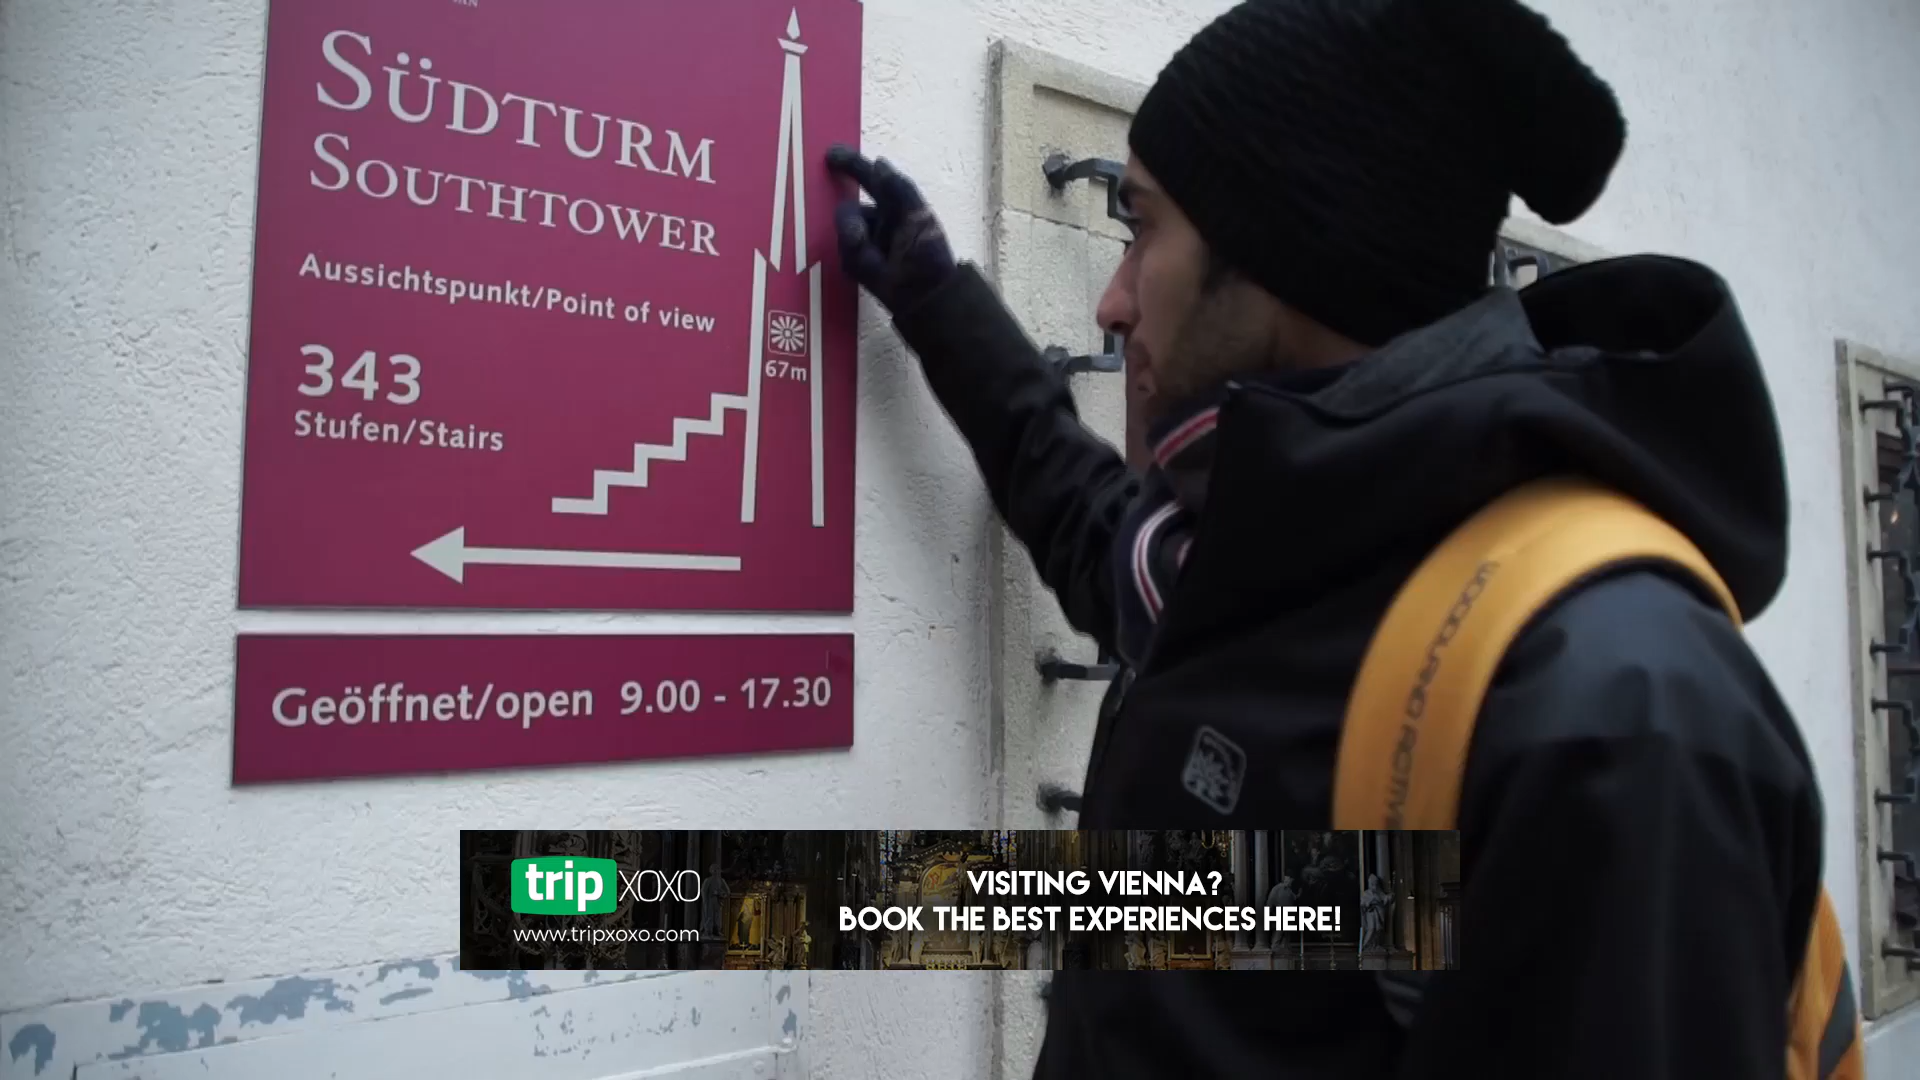 SÜDTURM
SOUTHTOWER
Aussichtspunkt/Point of view
343
Stufen/Stairs
67m
Geöffnet/open 9.00 - 17.30
trip xoxo
www.tripxoxo.com
VISITING VIENNA?
BOOK THE BEST EXPERIENCES HERE!